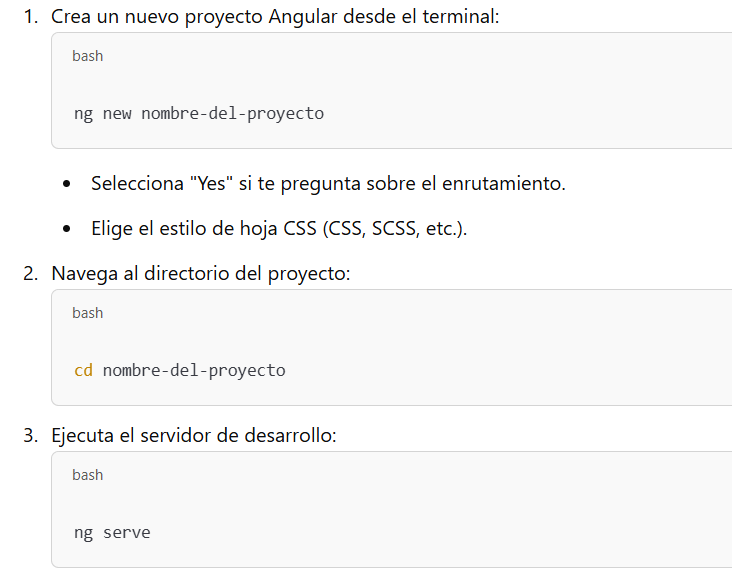 1. Crea un nuevo proyecto Angular desde el terminal:
bash
ng new nombre-del-proyecto
• Selecciona "Yes" si te pregunta sobre el enrutamiento.
• Elige el estilo de hoja CSS (CSS, SCSS, etc.).
2. Navega al directorio del proyecto:
bash
cd nombre-del-proyecto
3. Ejecuta el servidor de desarrollo:
bash
ng serve